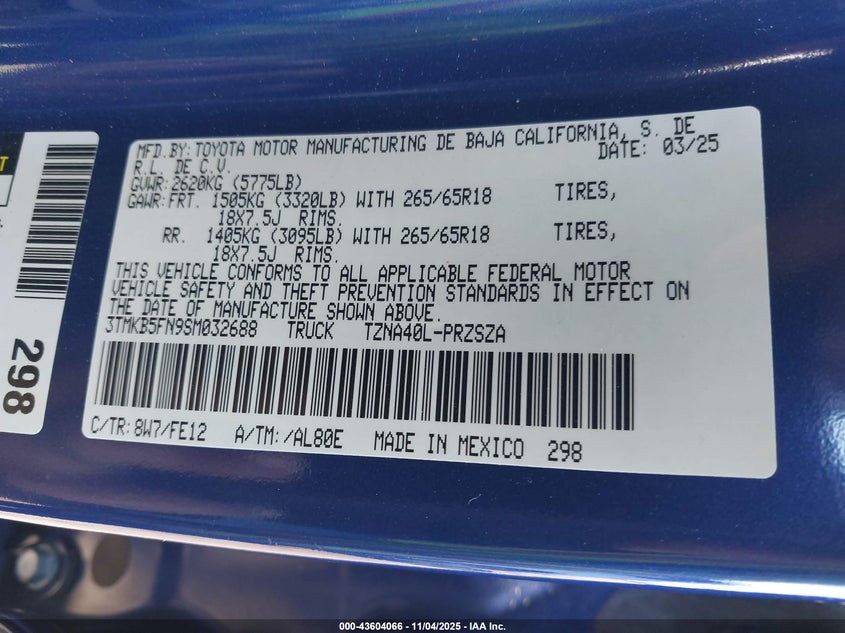 MFD.BY: TOYOTA MOTOR MANUFACTURING DE BAJA CALIFORNIA, S. DE
R.L. DE C.V. DATE: 03/25
GVWR: 2620KG (5775LB)
GAWR: FRT. 1505KG (3320LB) WITH 265/65R18 TIRES,
18X7.5J RIMS.
RR. 1405KG (3095LB) WITH 265/65R18 TIRES,
18X7.5J RIMS.
THIS VEHICLE CONFORMS TO ALL APPLICABLE FEDERAL MOTOR
VEHICLE SAFETY AND THEFT PREVENTION STANDARDS IN EFFECT ON
THE DATE OF MANUFACTURE SHOWN ABOVE.
3TMKB5FN9SM032688 TRUCK TZNA40L-PRZSZA
C/TR: 8W7/FE12 A/TM: /AL80E MADE IN MEXICO 298
298
000-43604066 - 11/04/2025 - IAA Inc.